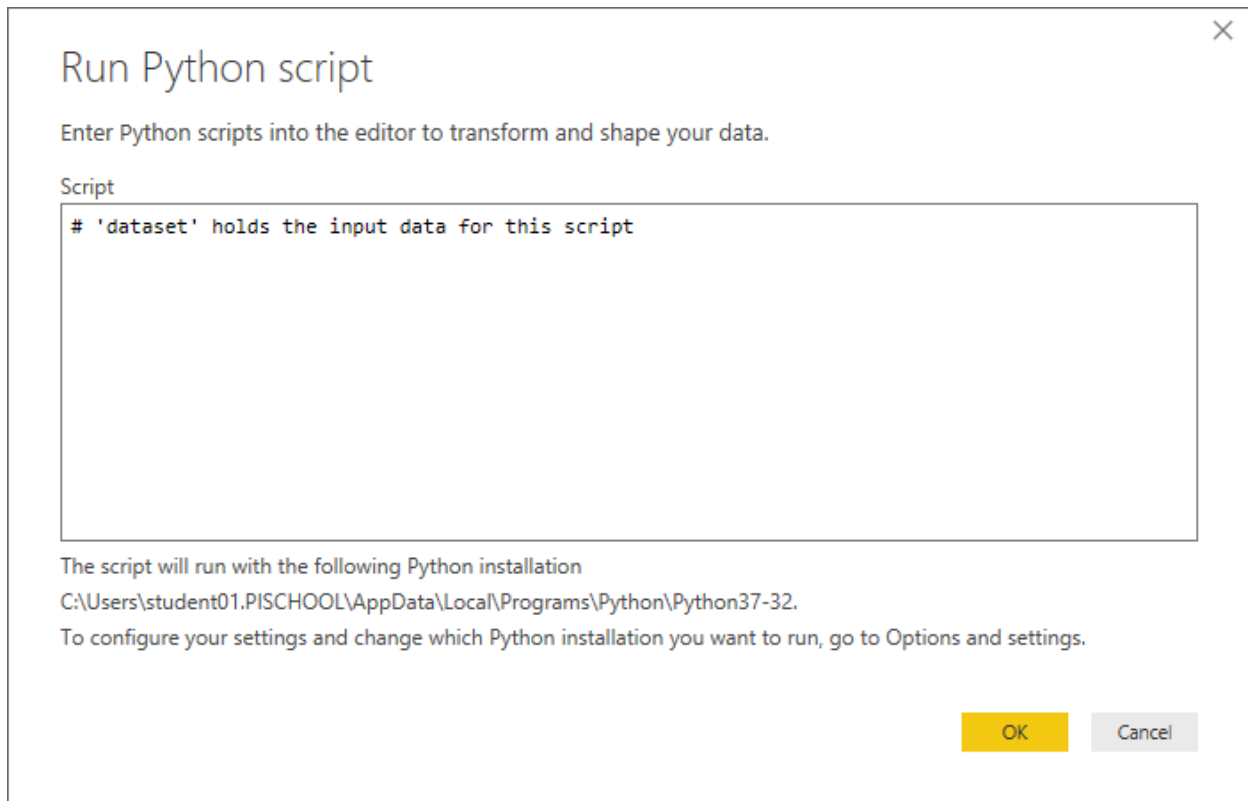 Run Python script
Enter Python scripts into the editor to transform and shape your data.
Script
# 'dataset' holds the input data for this script
The script will run with the following Python installation
C:\Users\student01.PISCHOOL\AppData\Local\Programs\Python\Python37-32.
To configure your settings and change which Python installation you want to run, go to Options and settings.
OK
Cancel